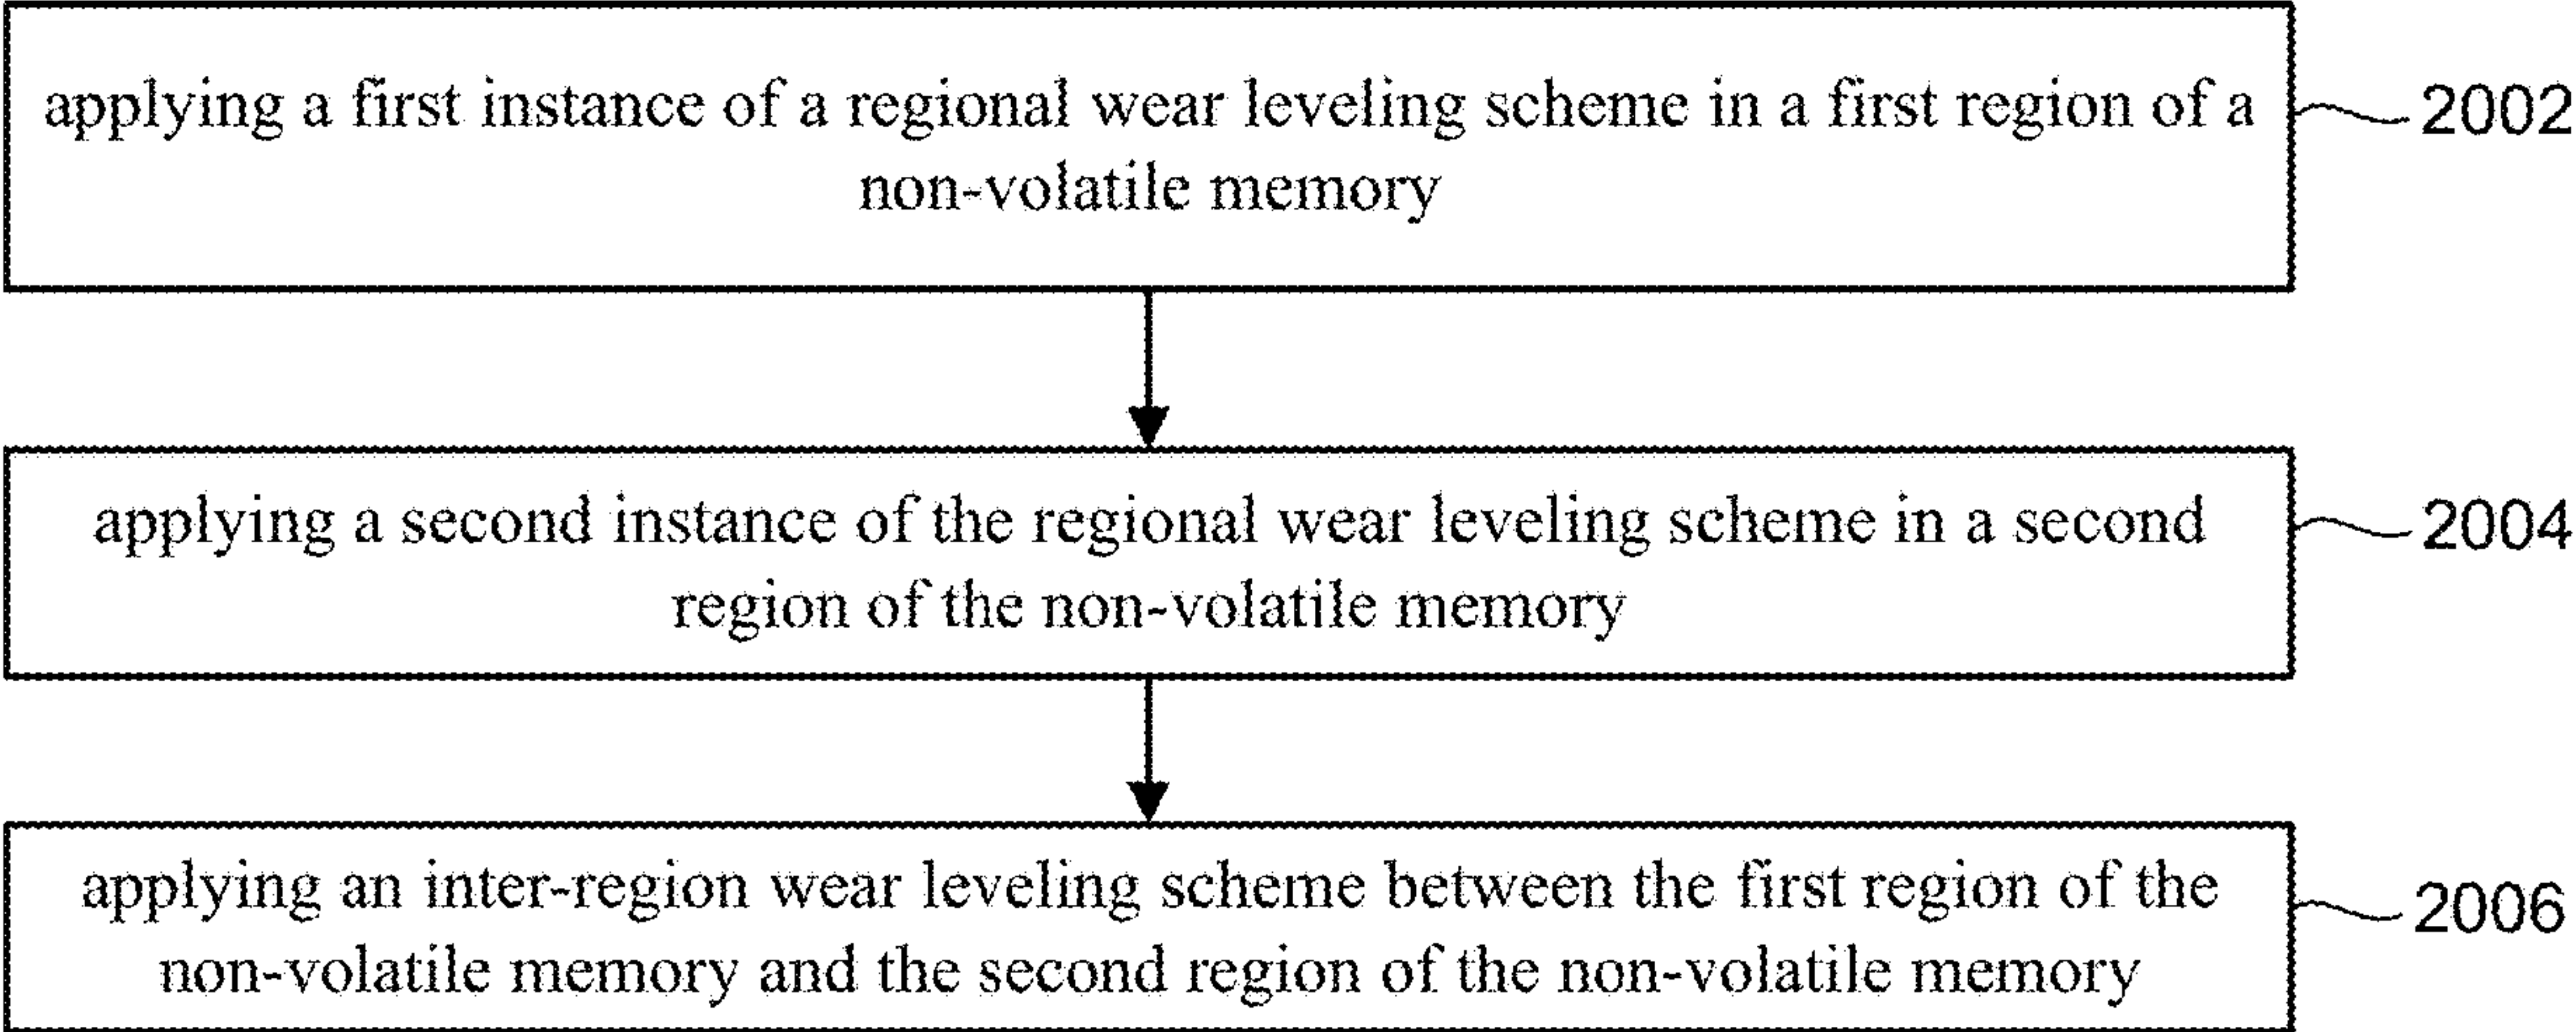 applying a first instance of a regional wear leveling scheme in a first region of a
non-volatile memory
2002
applying a second instance of the regional wear leveling scheme in a second
region of the non-volatile memory
2004
applying an inter-region wear leveling scheme between the first region of the
non-volatile memory and the second region of the non-volatile memory
2006